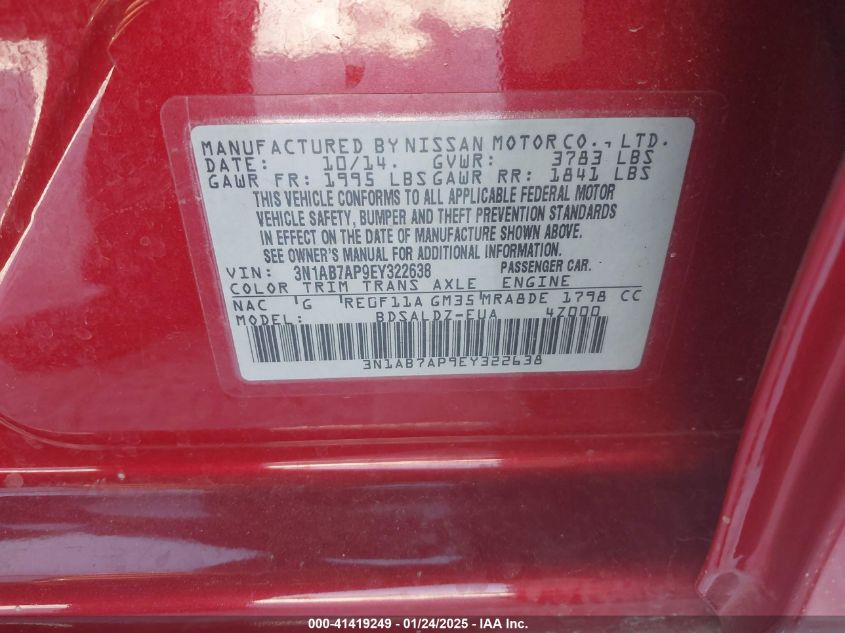 MANUFACTURED BY NISSAN MOTOR CO., LTD.
DATE: 10/14. GVWR: 3783 LBS
GAWR FR: 1995 LBS GAWR RR: 1841 LBS
THIS VEHICLE CONFORMS TO ALL APPLICABLE FEDERAL MOTOR
VEHICLE SAFETY, BUMPER AND THEFT PREVENTION STANDARDS
IN EFFECT ON THE DATE OF MANUFACTURE SHOWN ABOVE.
SEE OWNER'S MANUAL FOR ADDITIONAL INFORMATION.
VIN: 3N1AB7AP9EY322638 PASSENGER CAR.
COLOR TRIM TRANS AXLE ENGINE
NAC G RE0F11A GM35 MRA8DE 1798 CC
MODEL: BDSALDZ-EUA 47000
3N1AB7AP9EY322638
000-41419249 - 01/24/2025 - IAA Inc.